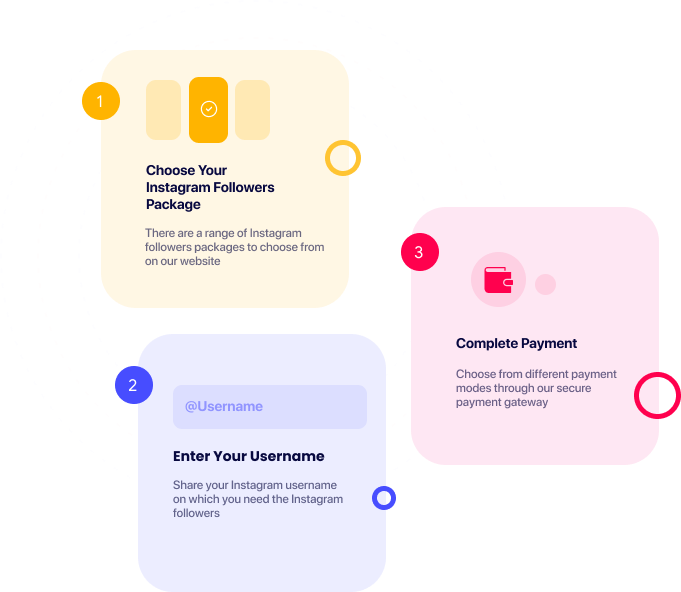 1
Choose Your
Instagram Followers
Package
There are a range of Instagram
followers packages to choose from
on our website
2
@Username
Enter Your Username
Share your Instagram username
on which you need the Instagram
followers
3
Complete Payment
Choose from different payment
modes through our secure
payment gateway